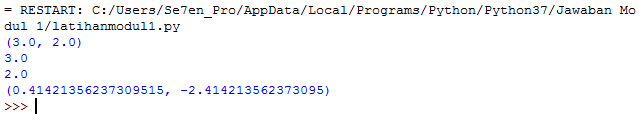 = RESTART: C:/Users/Se7en_Pro/AppData/Local/Programs/Python/Python37/Jawaban Mo
dul 1/latihanmodul1.py
(3.0, 2.0)
3.0
2.0
(0.41421356237309515, -2.414213562373095)
>>>